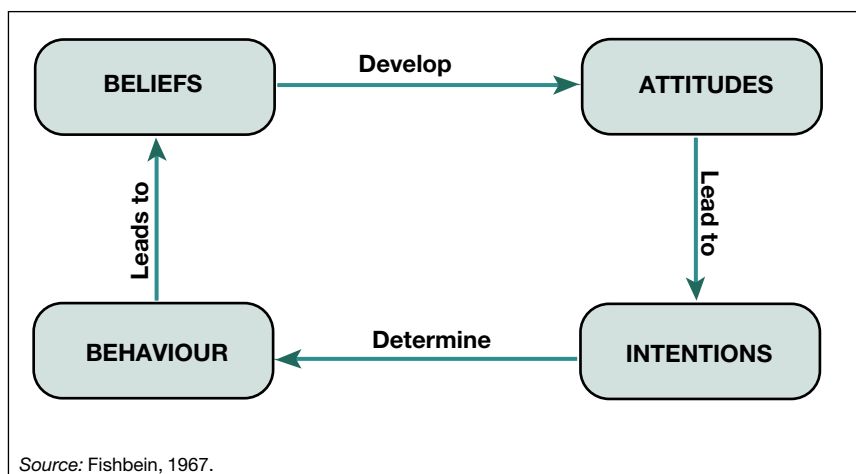 BELIEFS
Develop
ATTITUDES
Lead to
INTENTIONS
Determine
BEHAVIOUR
Leads to
Source: Fishbein, 1967.